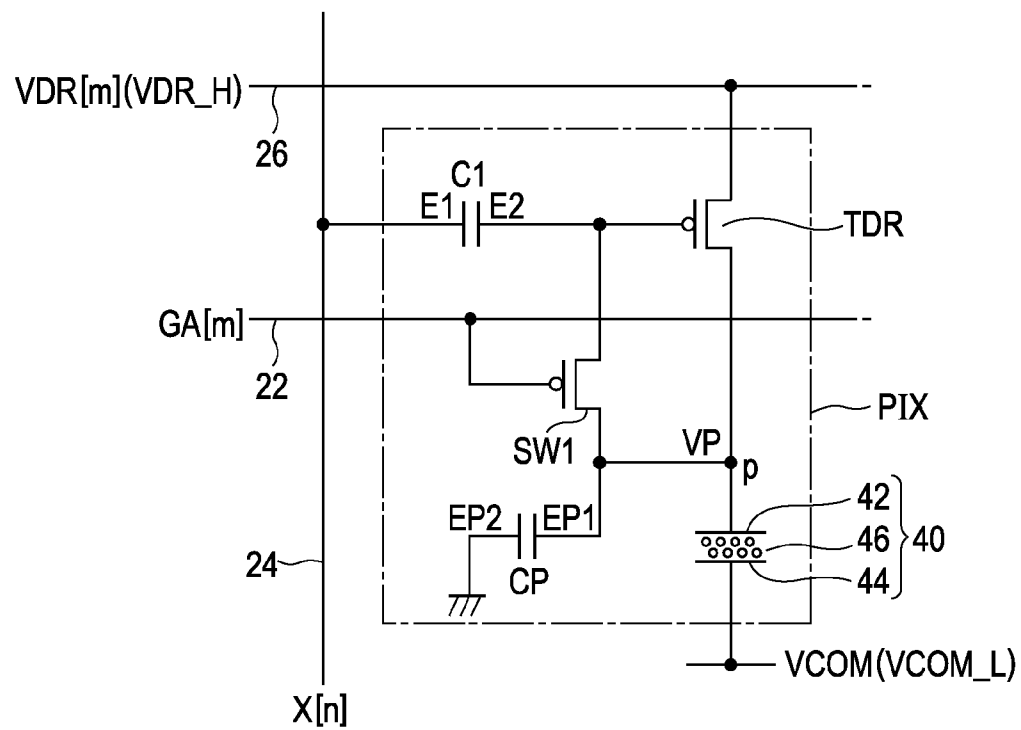 VDR[m](VDR_H)
26
C1
E1 E2
TDR
GA[m]
22
PIX
SW1
VP
p
EP2 EP1
42
46 40
44
24
CP
VCOM(VCOM_L)
X[n]